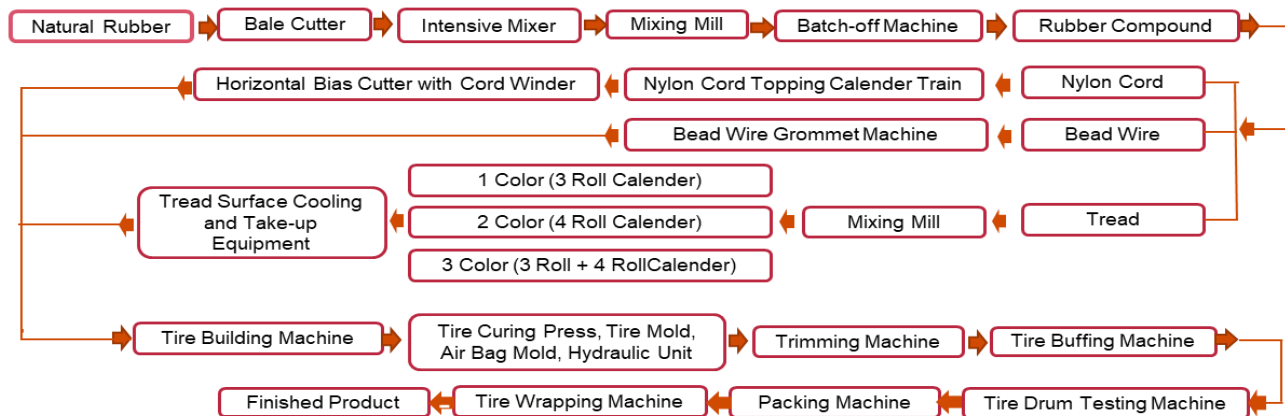 Natural Rubber
Bale Cutter
Intensive Mixer
Mixing Mill
Batch-off Machine
Rubber Compound
Horizontal Bias Cutter with Cord Winder
Nylon Cord Topping Calender Train
Nylon Cord
Bead Wire Grommet Machine
Bead Wire
1 Color (3 Roll Calender)
Tread Surface Cooling
and Take-up
Equipment
2 Color (4 Roll Calender)
Mixing Mill
Tread
3 Color (3 Roll + 4 RollCalender)
Tire Building Machine
Tire Curing Press, Tire Mold,
Air Bag Mold, Hydraulic Unit
Trimming Machine
Tire Buffing Machine
Finished Product
Tire Wrapping Machine
Packing Machine
Tire Drum Testing Machine